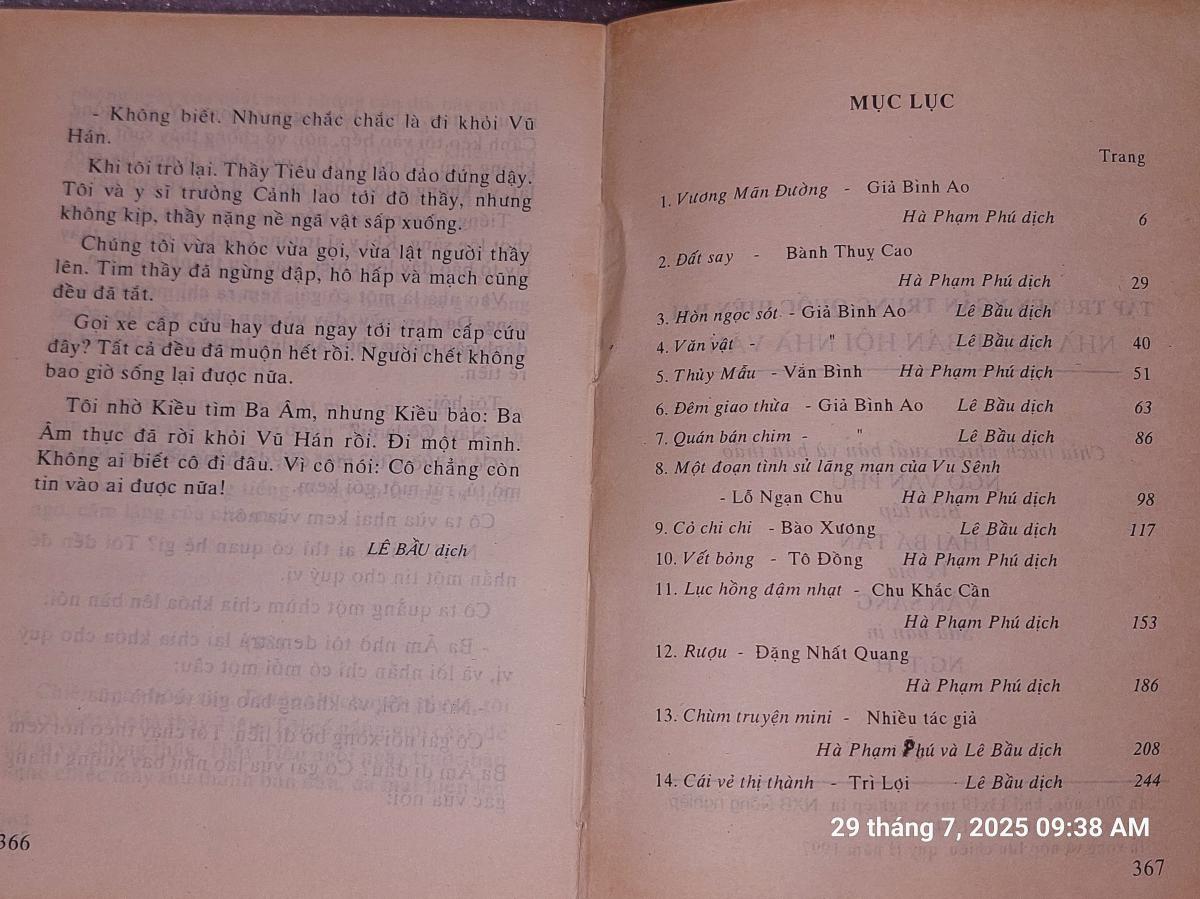 - Không biết. Nhưng chắc chắc là đi khỏi Vũ
Hán.
Khi tôi trở lại. Thầy Tiêu đang lảo đảo đứng dậy.
Tôi và y sĩ trưởng Cảnh lao tới đỡ thầy, nhưng
không kịp, thầy nặng nề ngã vật sấp xuống.
Chúng tôi vừa khóc vừa gọi, vừa lật người thầy
lên. Tim thầy đã ngừng đập, hô hấp và mạch cũng
đều đã tắt.
Gọi xe cấp cứu hay đưa ngay tới trạm cấp cứu
đây? Tất cả đều đã muộn hết rồi. Người chết không
bao giờ sống lại được nữa.
Tôi nhờ Kiều tìm Ba Âm, nhưng Kiều bảo: Ba
Âm thực đã rời khỏi Vũ Hán rồi. Đi một mình.
Không ai biết cô đi đâu. Vì cô nói: Cô chẳng còn
tin vào ai được nữa!
LÊ BẦU dịch
366
MỤC LỤC
Trang
1. Vương Mãn Đường - Giả Bình Ao
Hà Phạm Phú dịch 6
2. Đất say - Bành Thuỵ Cao
Hà Phạm Phú dịch 29
3. Hòn ngọc sót - Giả Bình Ao Lê Bầu dịch
4. Văn vật - " Lê Bầu dịch 40
5. Thủy Mẫu - Văn Bình Hà Phạm Phú dịch 51
6. Đêm giao thừa - Giả Bình Ao Lê Bầu dịch 63
7. Quán bán chim - " Lê Bầu dịch 86
8. Một đoạn tình sử lãng mạn của Vu Sênh
- Lỗ Ngạn Chu Hà Phạm Phú dịch 98
9. Cỏ chi chi - Bào Xương Lê Bầu dịch 117
10. Vết bỏng - Tô Đồng Hà Phạm Phú dịch
11. Lục hồng đậm nhạt - Chu Khắc Cần
Hà Phạm Phú dịch 153
12. Rượu - Đặng Nhất Quang
Hà Phạm Phú dịch 186
13. Chùm truyện mini - Nhiều tác giả
Hà Phạm Phú và Lê Bầu dịch 208
14. Cái vẻ thị thành - Trì Lợi Lê Bầu dịch 244
29 tháng 7, 2025 09:38 AM
367